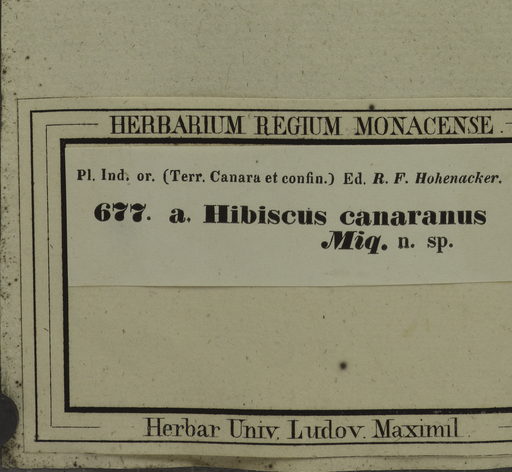 HERBARIUM REGIUM MONACENSE.
Pl. Ind. or. (Terr. Canara et confin.) Ed. R. F. Hohenacker.
677. a. Hibiscus canaranus
Miq. n. sp.
Herbar Univ. Ludov. Maximil.